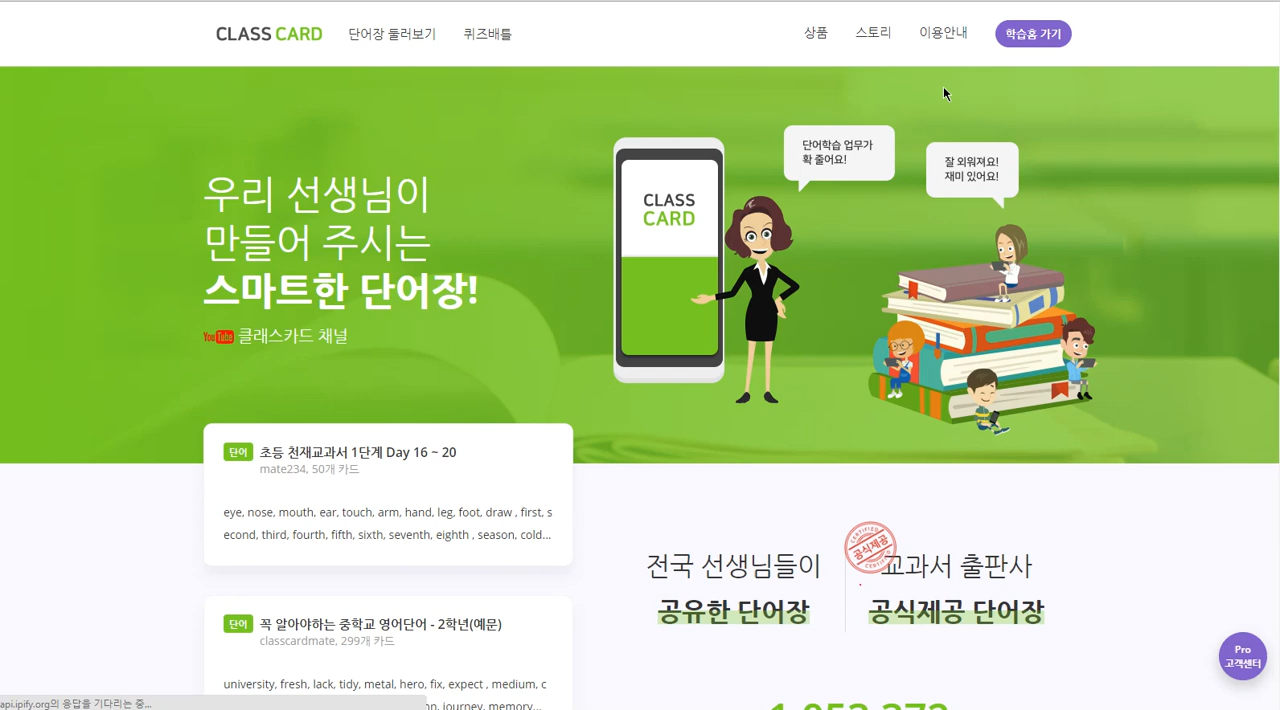 CLASS CARD 단어장 둘러보기 퀴즈배틀 상품 스토리 이용안내 학습홈 가기
우리 선생님이
만들어 주시는
스마트한 단어장!
YouTube 클래스카드 채널
CLASS
CARD
단어학습 업무가
확 줄어요!
잘 외워져요!
재미 있어요!
단어 초등 천재교과서 1단계 Day 16 ~ 20
mate234, 50개 카드
eye, nose, mouth, ear, touch, arm, hand, leg, foot, draw , first, s
econd, third, fourth, fifth, sixth, seventh, eighth , season, cold...
단어 꼭 알아야하는 중학교 영어단어 - 2학년(예문)
classcardmate, 299개 카드
university, fresh, lack, tidy, metal, hero, fix, expect , medium, c
journey, memory...
전국 선생님들이
공유한 단어장
CERTIFIED
공식제공
CERTIFIED
교과서 출판사
공식제공 단어장
Pro
고객센터
api.ipify.org의 응답을 기다리는 중...